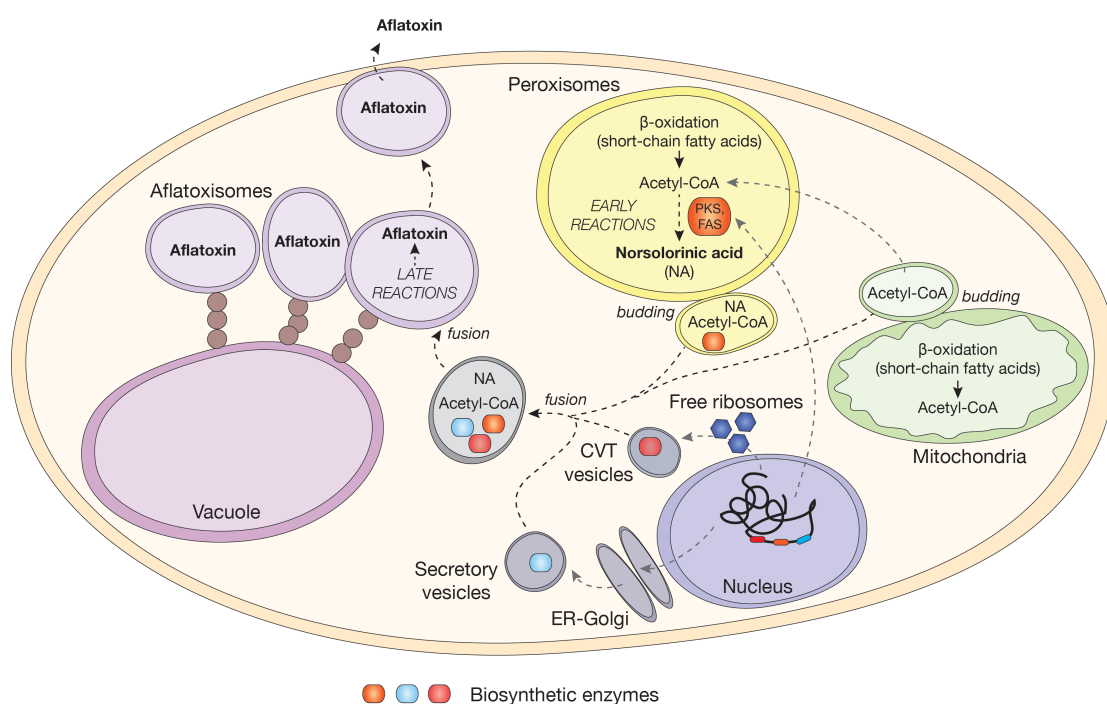 Aflatoxin
Peroxisomes
Aflatoxin
β-oxidation
(short-chain fatty acids)
Acetyl-CoA
EARLY
REACTIONS
PKS,
FAS
Norsolorinic acid
(NA)
Aflatoxisomes
Aflatoxin
Aflatoxin
Aflatoxin
LATE
REACTIONS
budding
NA
Acetyl-CoA
Acetyl-CoA
budding
β-oxidation
(short-chain fatty acids)
Acetyl-CoA
Mitochondria
fusion
NA
Acetyl-CoA
fusion
Free ribosomes
CVT
vesicles
Vacuole
Secretory
vesicles
ER-Golgi
Nucleus
Biosynthetic enzymes